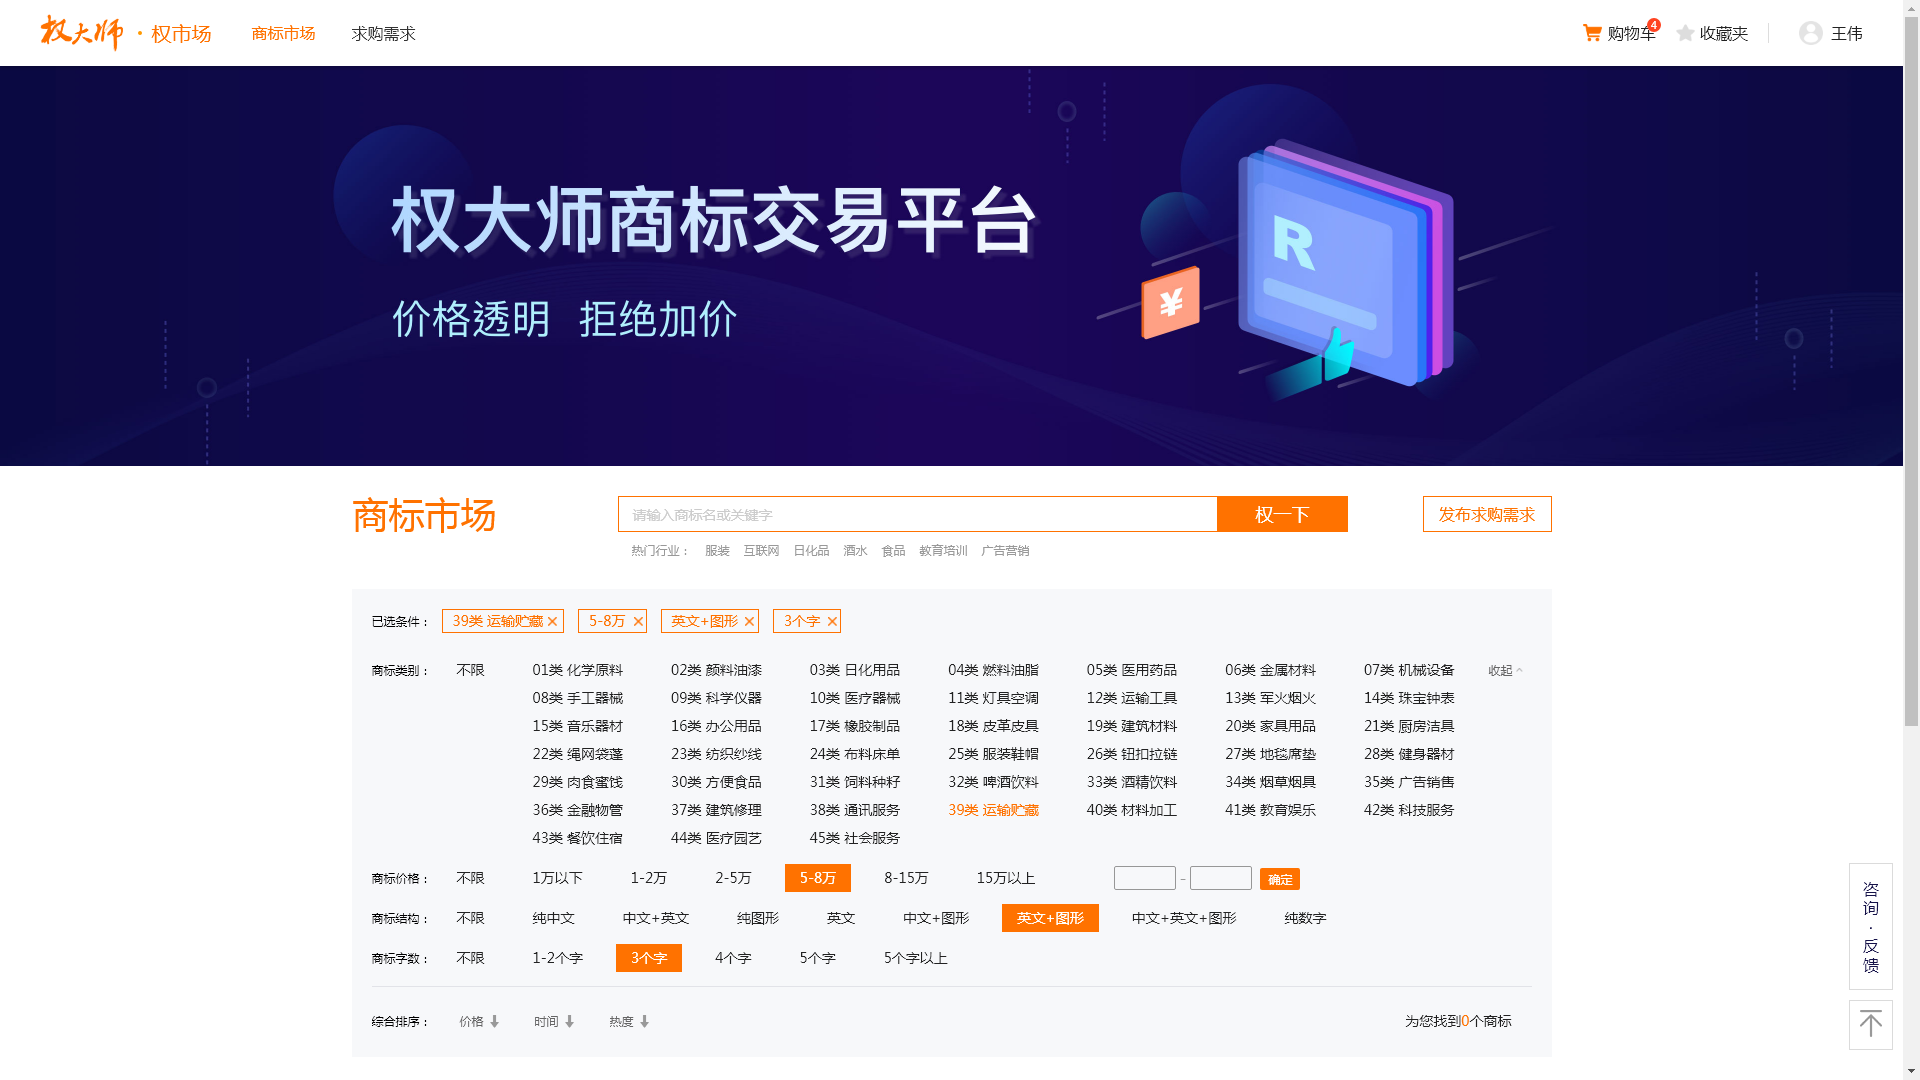 权大师·权市场 商标市场 求购需求 购物车 4 收藏夹 王伟
权大师商标交易平台
价格透明 拒绝加价
R
¥
商标市场 请输入商标名或关键字 权一下 发布求购需求
热门行业： 服装 互联网 日化品 酒水 食品 教育培训 广告营销
已选条件： 39类 运输贮藏 5-8万 英文+图形 3个字
商标类别： 不限 01类 化学原料 02类 颜料油漆 03类 日化用品 04类 燃料油脂 05类 医用药品 06类 金属材料 07类 机械设备 收起
08类 手工器械 09类 科学仪器 10类 医疗器械 11类 灯具空调 12类 运输工具 13类 军火烟火 14类 珠宝钟表
15类 音乐器材 16类 办公用品 17类 橡胶制品 18类 皮革皮具 19类 建筑材料 20类 家具用品 21类 厨房洁具
22类 绳网袋篷 23类 纺织纱线 24类 布料床单 25类 服装鞋帽 26类 钮扣拉链 27类 地毯席垫 28类 健身器材
29类 肉食蜜饯 30类 方便食品 31类 饲料种籽 32类 啤酒饮料 33类 酒精饮料 34类 烟草烟具 35类 广告销售
36类 金融物管 37类 建筑修理 38类 通讯服务 39类 运输贮藏 40类 材料加工 41类 教育娱乐 42类 科技服务
43类 餐饮住宿 44类 医疗园艺 45类 社会服务
商标价格： 不限 1万以下 1-2万 2-5万 5-8万 8-15万 15万以上 - 确定
商标结构： 不限 纯中文 中文+英文 纯图形 英文 中文+图形 英文+图形 中文+英文+图形 纯数字
商标字数： 不限 1-2个字 3个字 4个字 5个字 5个字以上
综合排序： 价格 时间 热度 为您找到0个商标
咨询·反馈